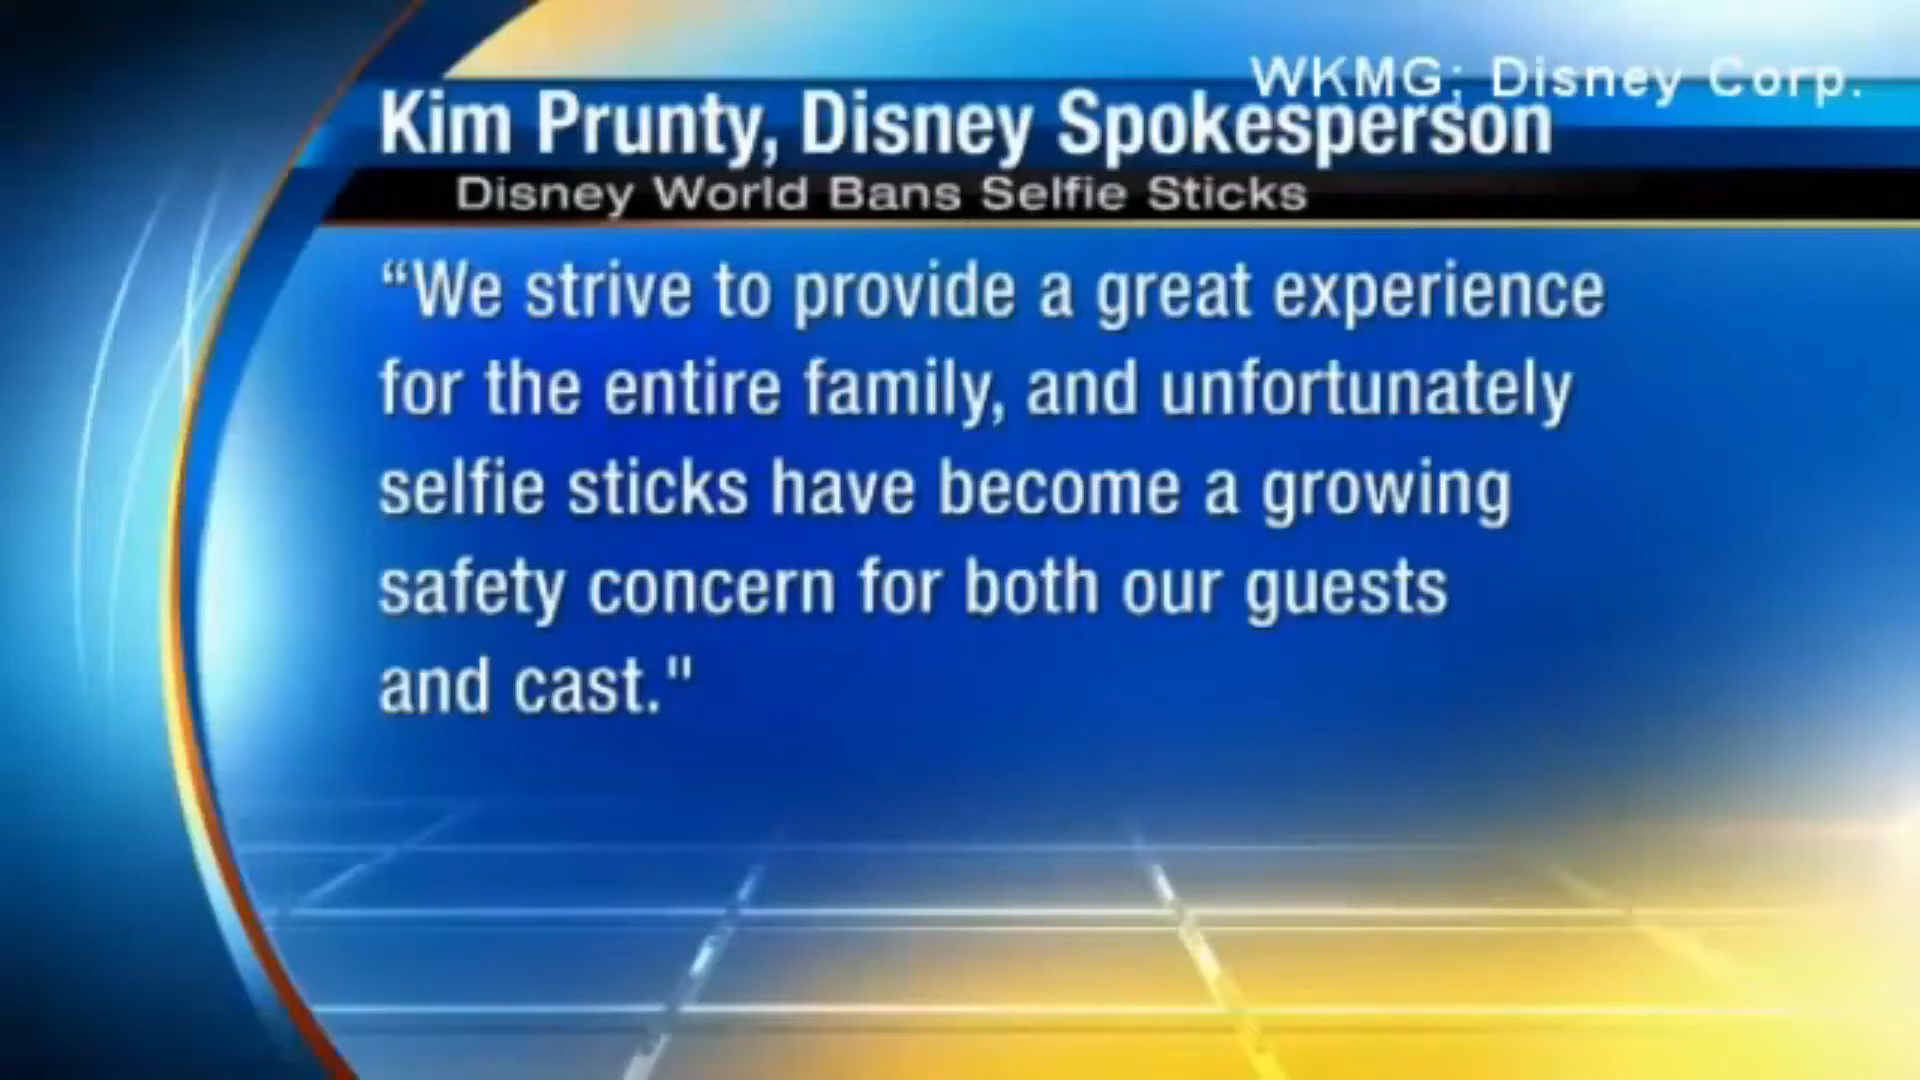 WKMG; Disney Corp.
Kim Prunty, Disney Spokesperson
Disney World Bans Selfie Sticks
“We strive to provide a great experience
for the entire family, and unfortunately
selfie sticks have become a growing
safety concern for both our guests
and cast."